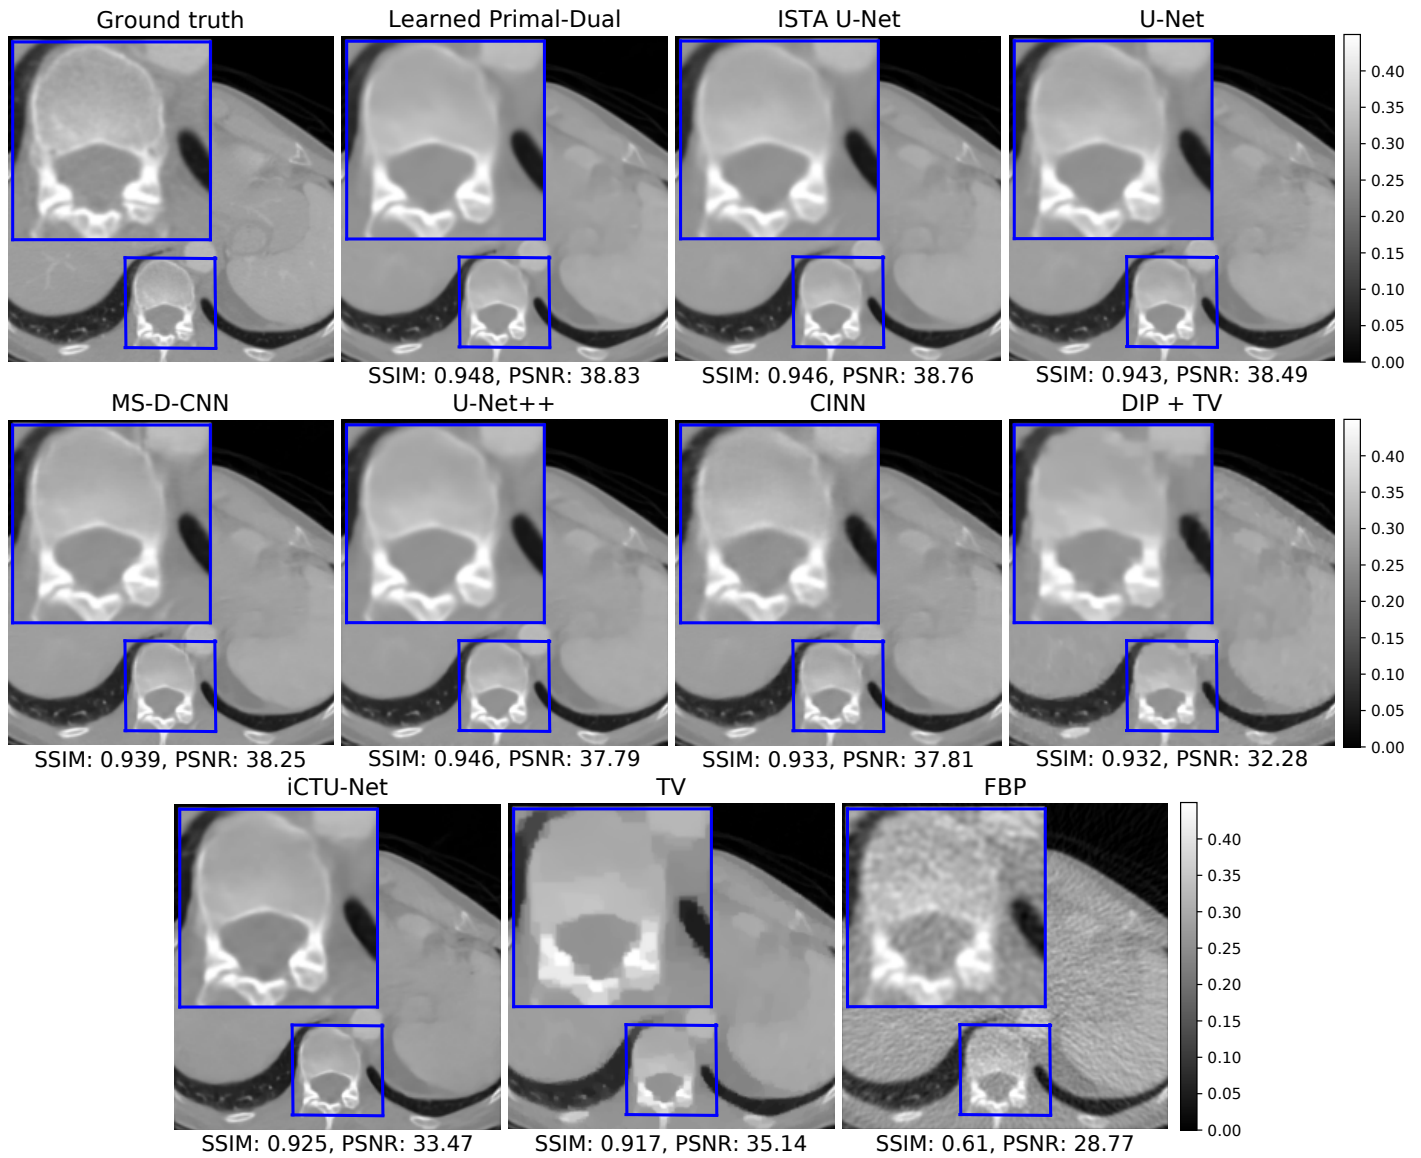 Ground truth
Learned Primal-Dual
ISTA U-Net
U-Net
0.40
0.35
0.30
0.25
0.20
0.15
0.10
0.05
0.00
SSIM: 0.948, PSNR: 38.83
SSIM: 0.946, PSNR: 38.76
SSIM: 0.943, PSNR: 38.49
MS-D-CNN
U-Net++
CINN
DIP + TV
0.40
0.35
0.30
0.25
0.20
0.15
0.10
0.05
0.00
SSIM: 0.939, PSNR: 38.25
SSIM: 0.946, PSNR: 37.79
SSIM: 0.933, PSNR: 37.81
SSIM: 0.932, PSNR: 32.28
iCTU-Net
TV
FBP
0.40
0.35
0.30
0.25
0.20
0.15
0.10
0.05
0.00
SSIM: 0.925, PSNR: 33.47
SSIM: 0.917, PSNR: 35.14
SSIM: 0.61, PSNR: 28.77